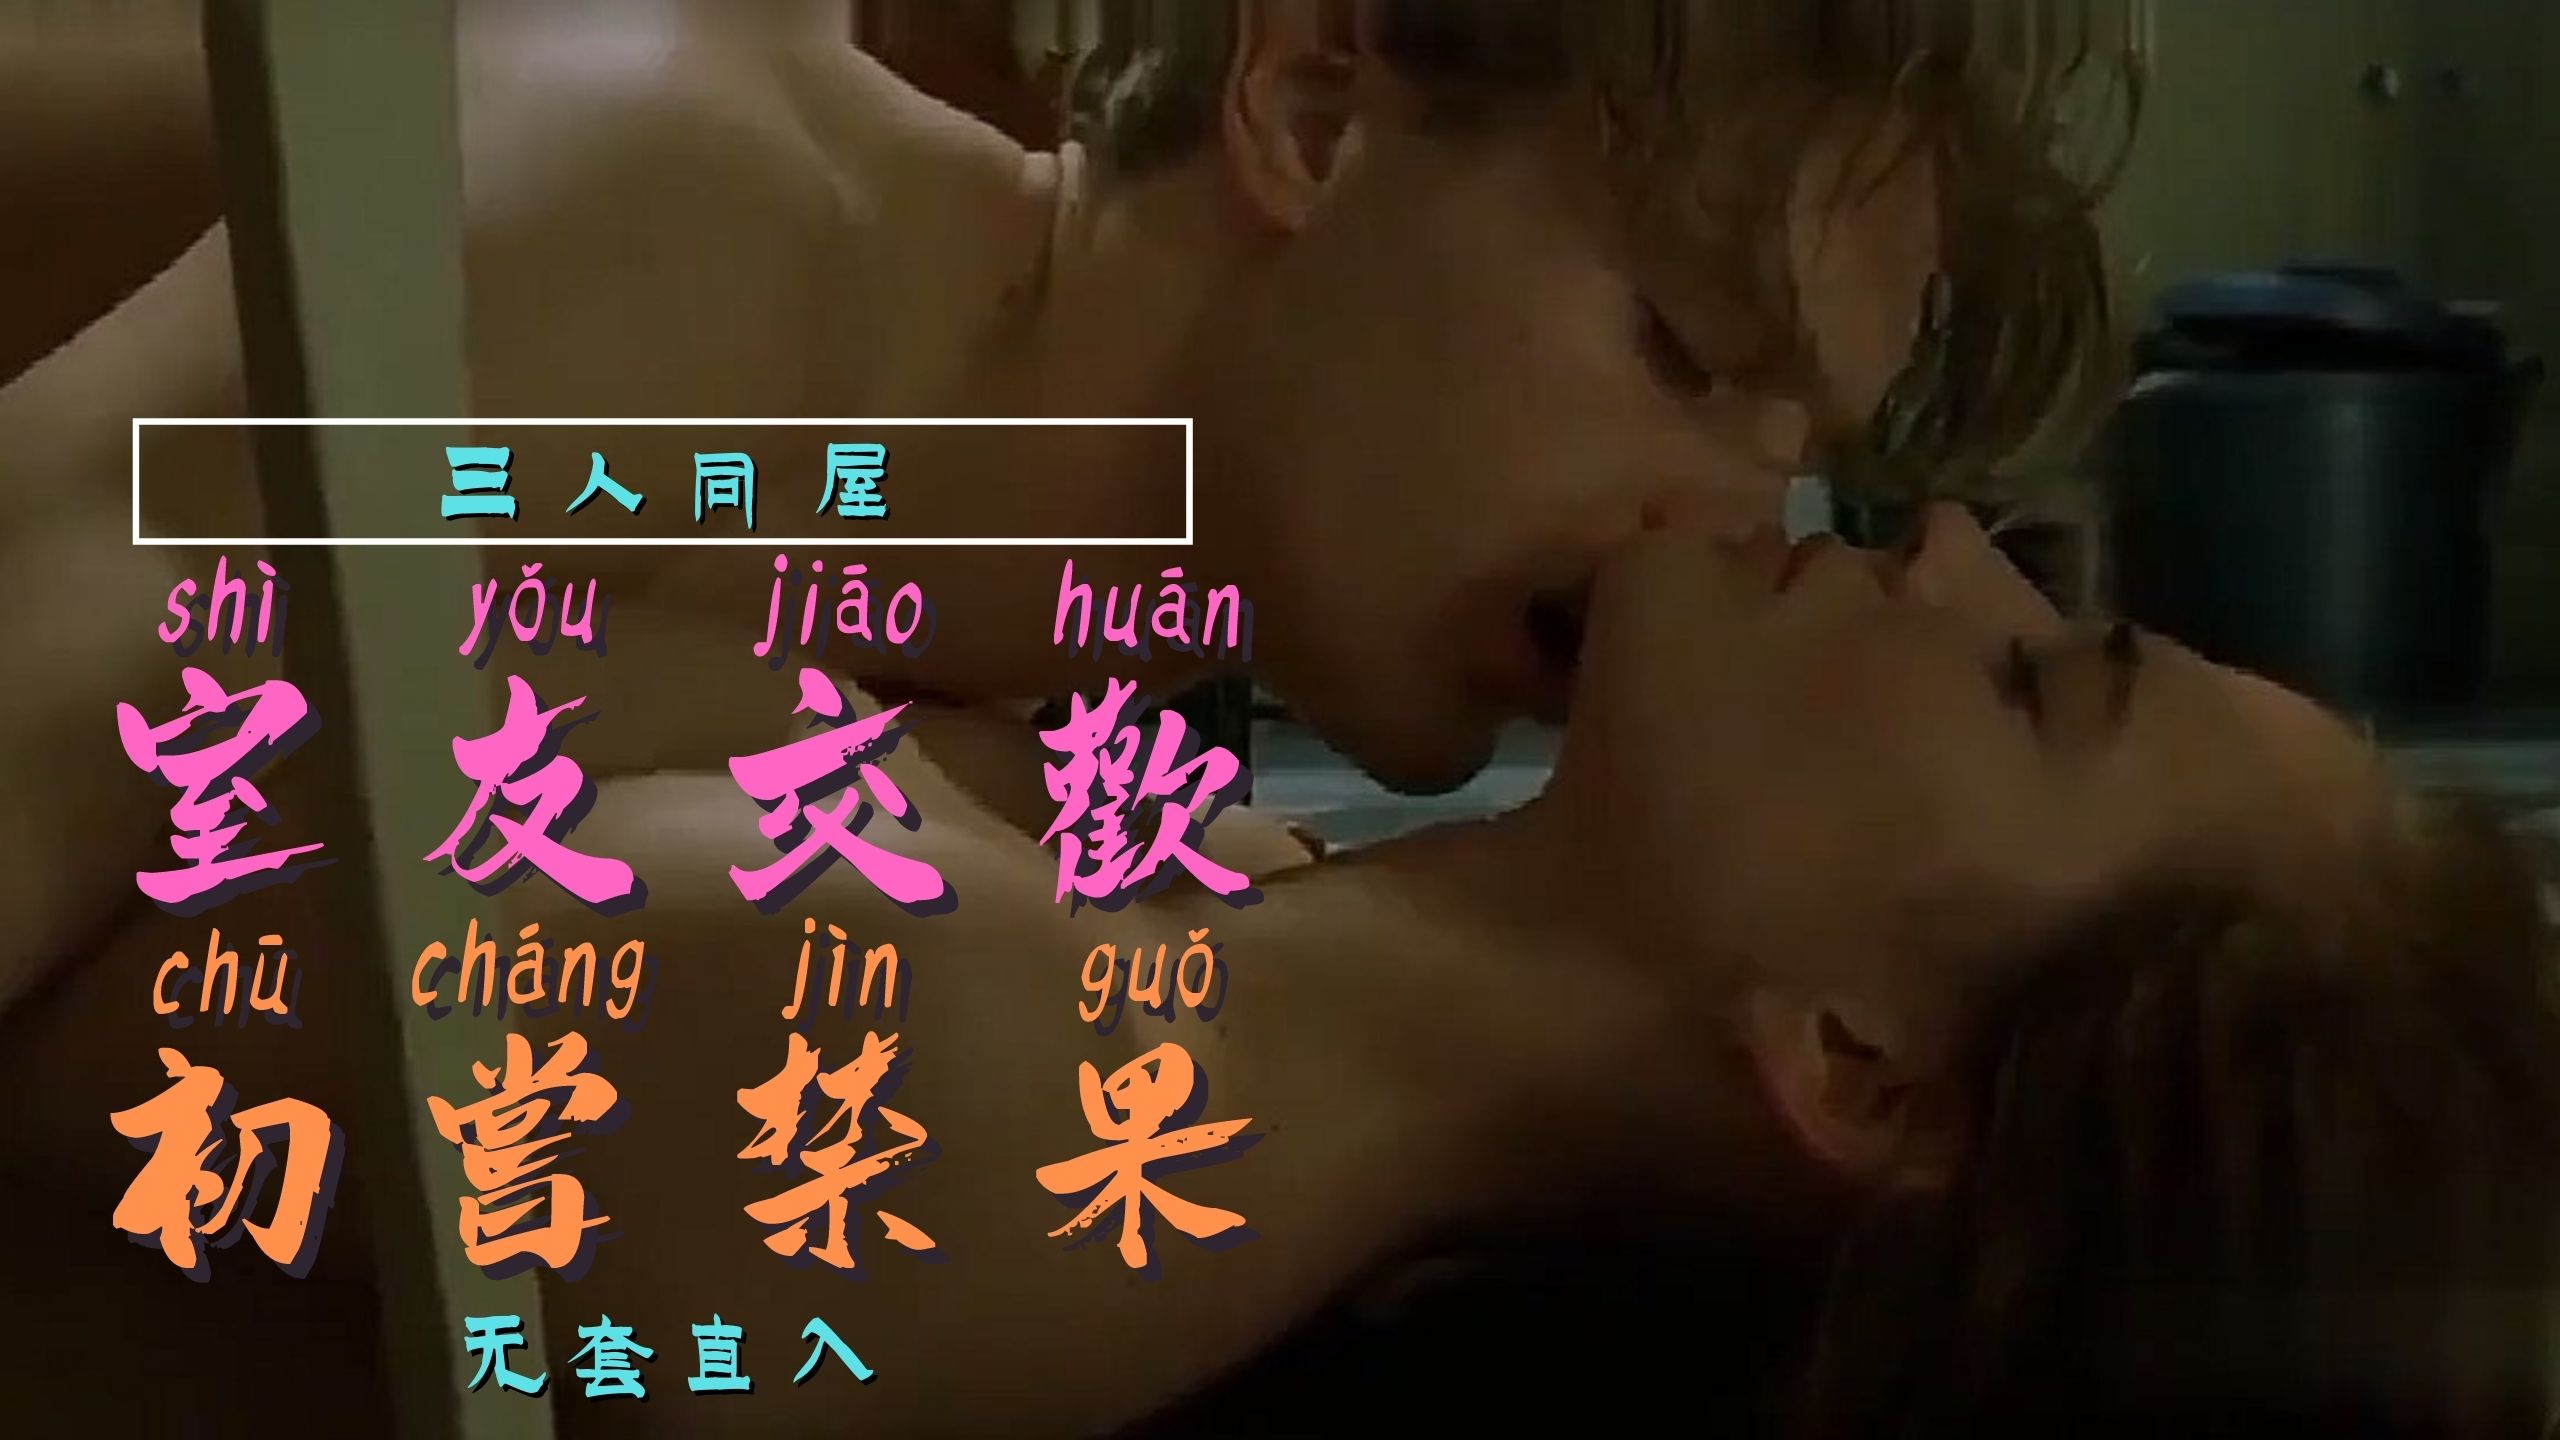 三人同屋
shì yǒu jiāo huān
室友交歡
chū cháng jìn guǒ
初嘗禁果
无套直入